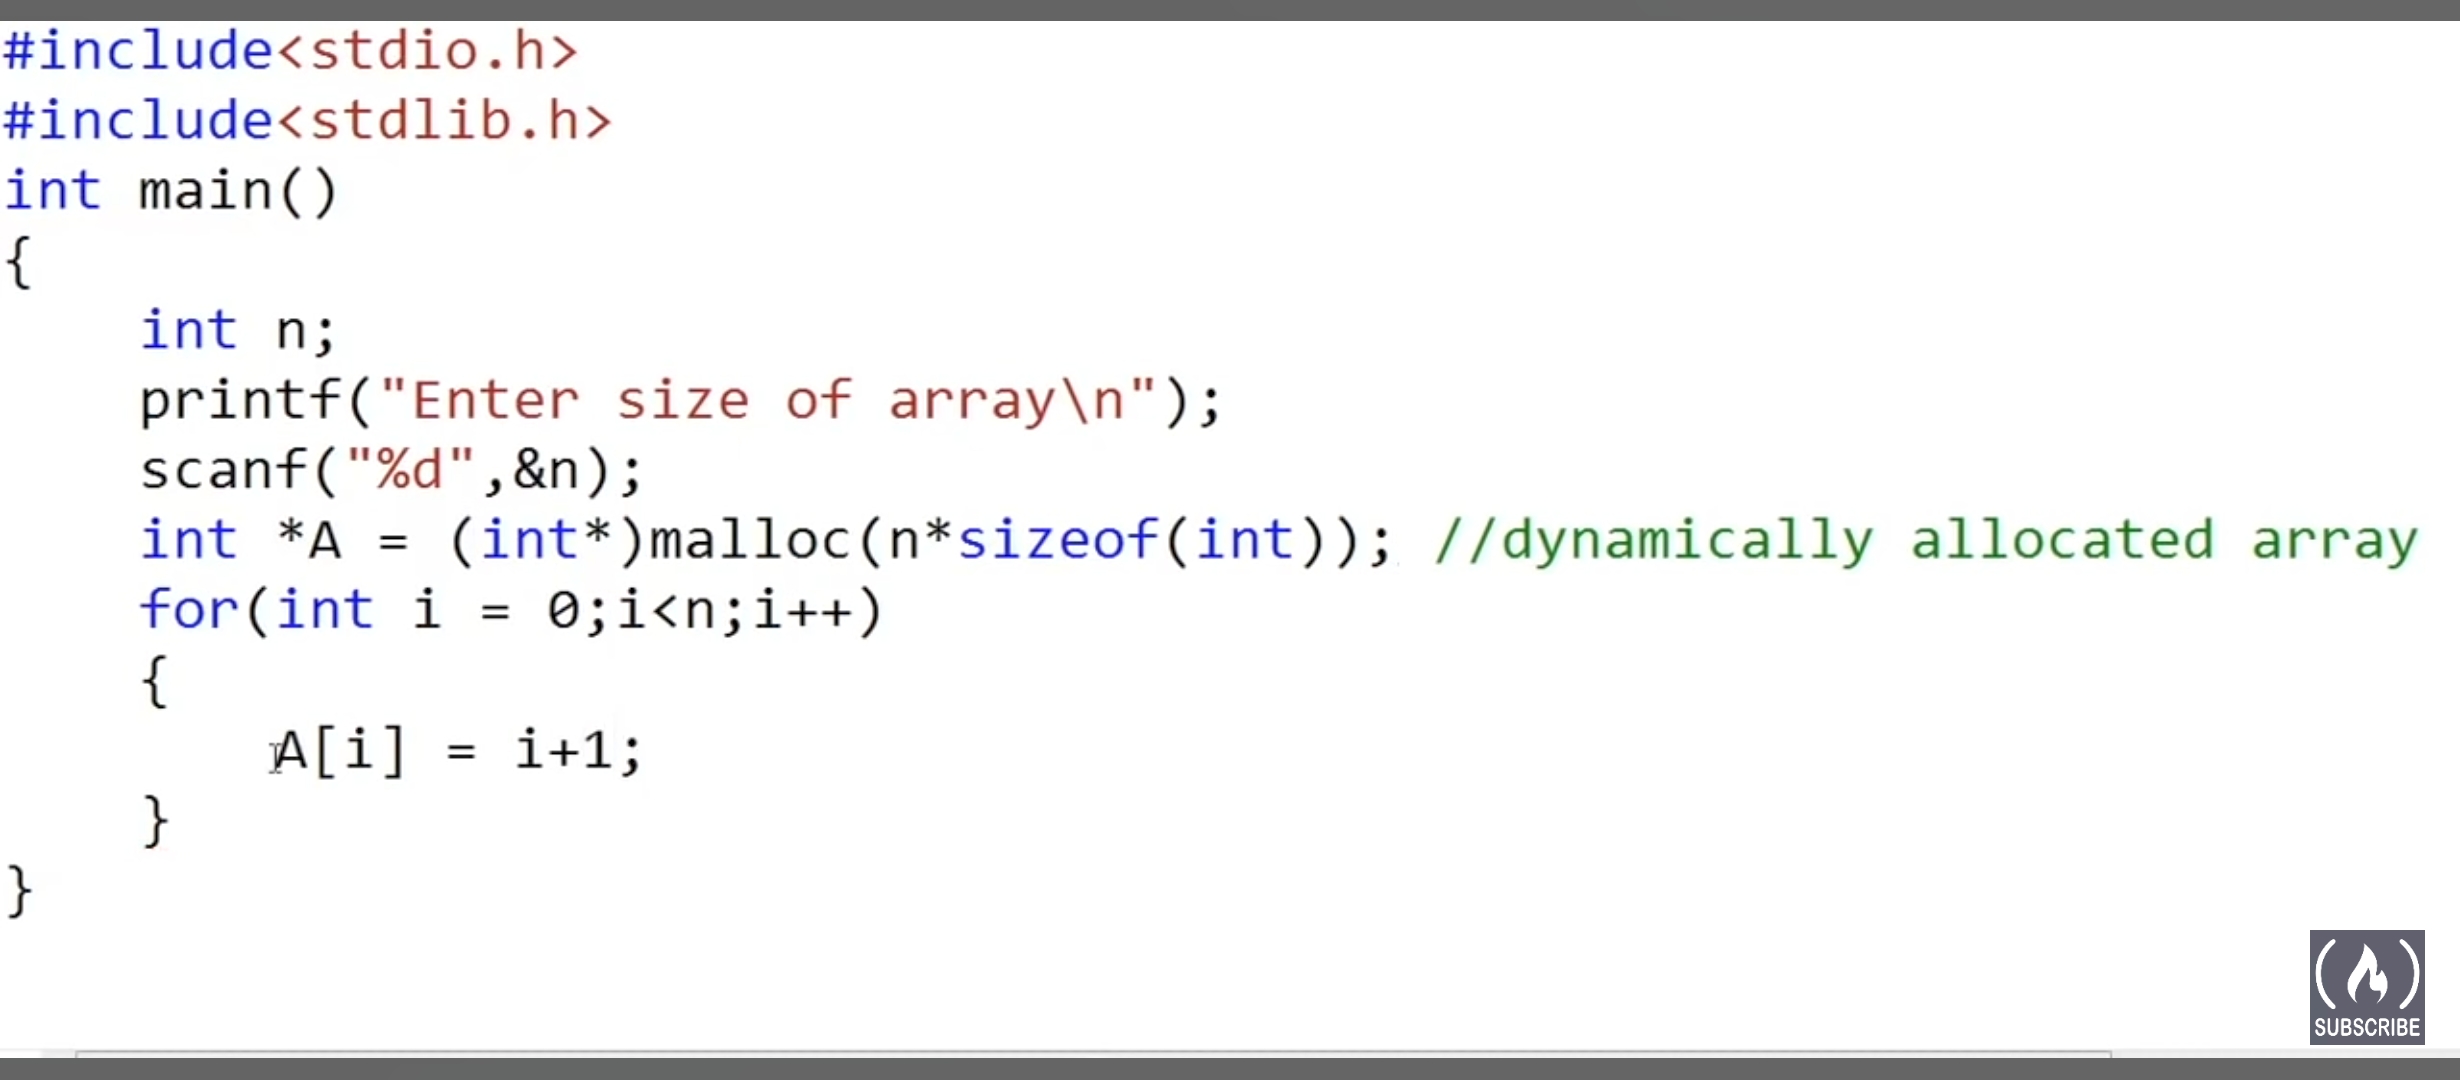 #include<stdio.h>
#include<stdlib.h>
int main()
{
    int n;
    printf("Enter size of array\n");
    scanf("%d",&n);
    int *A = (int*)malloc(n*sizeof(int)); //dynamically allocated array
    for(int i = 0;i<n;i++)
    {
        A[i] = i+1;
    }
}
SUBSCRIBE